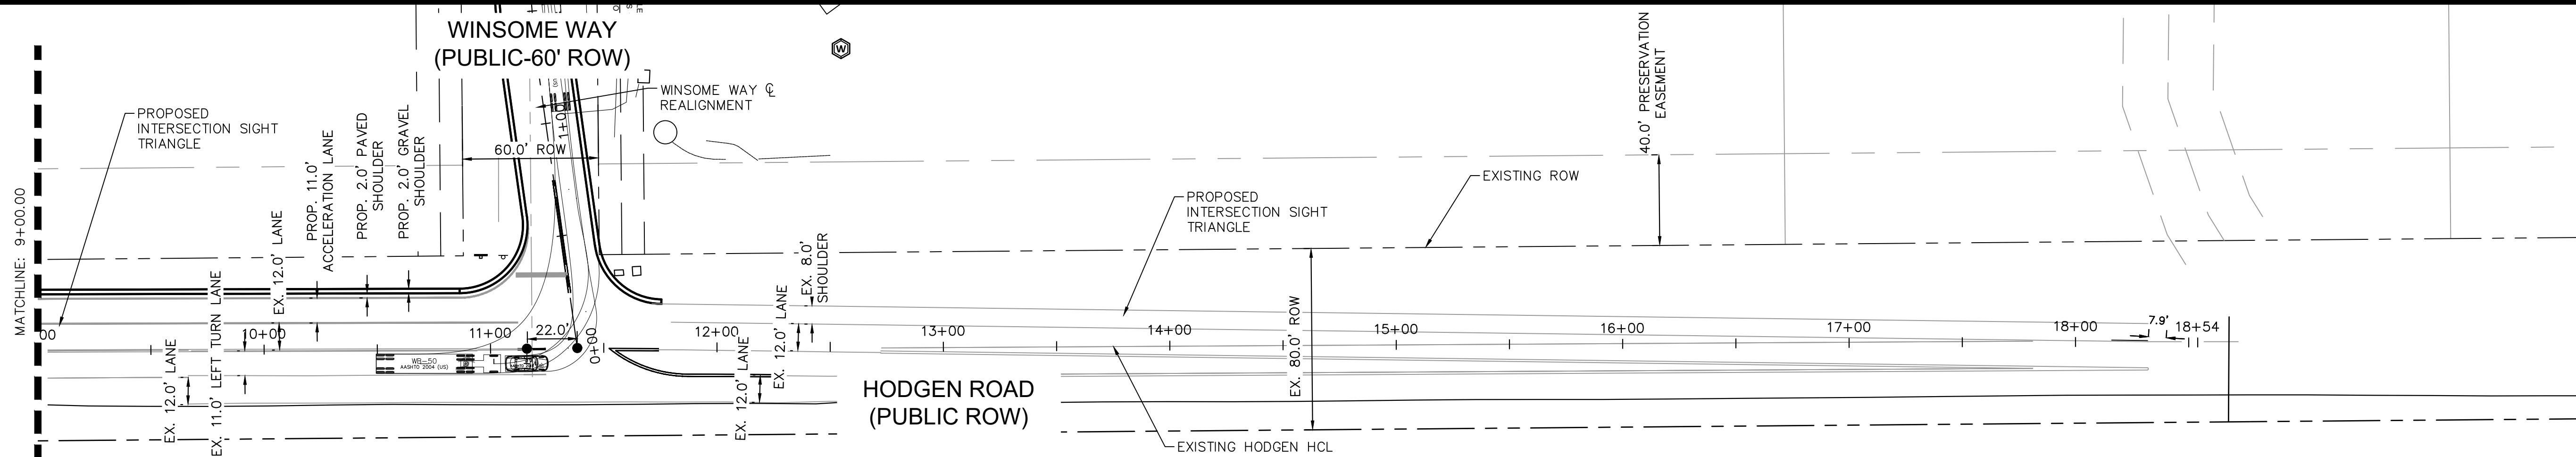 WINSOME WAY
(PUBLIC-60' ROW)
W
WINSOME WAY ℄
REALIGNMENT
PROPOSED
INTERSECTION SIGHT
TRIANGLE
MATCHLINE: 9+00.00
PROP. 11.0'
ACCELERATION LANE
PROP. 2.0' PAVED
SHOULDER
PROP. 2.0' GRAVEL
SHOULDER
60.0' ROW
1+00
40.0' PRESERVATION
EASEMENT
EXISTING ROW
PROPOSED
INTERSECTION SIGHT
TRIANGLE
EX. 12.0' LANE
EX. 8.0'
SHOULDER
00
10+00
11+00
22.0'
0+00
12+00
13+00
14+00
15+00
16+00
17+00
18+00
7.9'
18+54
WB-50
AASHTO 2004 (US)
EX. 12.0' LANE
EX. 11.0' LEFT TURN LANE
EX. 12.0' LANE
EX. 12.0' LANE
EX. 80.0' ROW
HODGEN ROAD
(PUBLIC ROW)
EXISTING HODGEN HCL